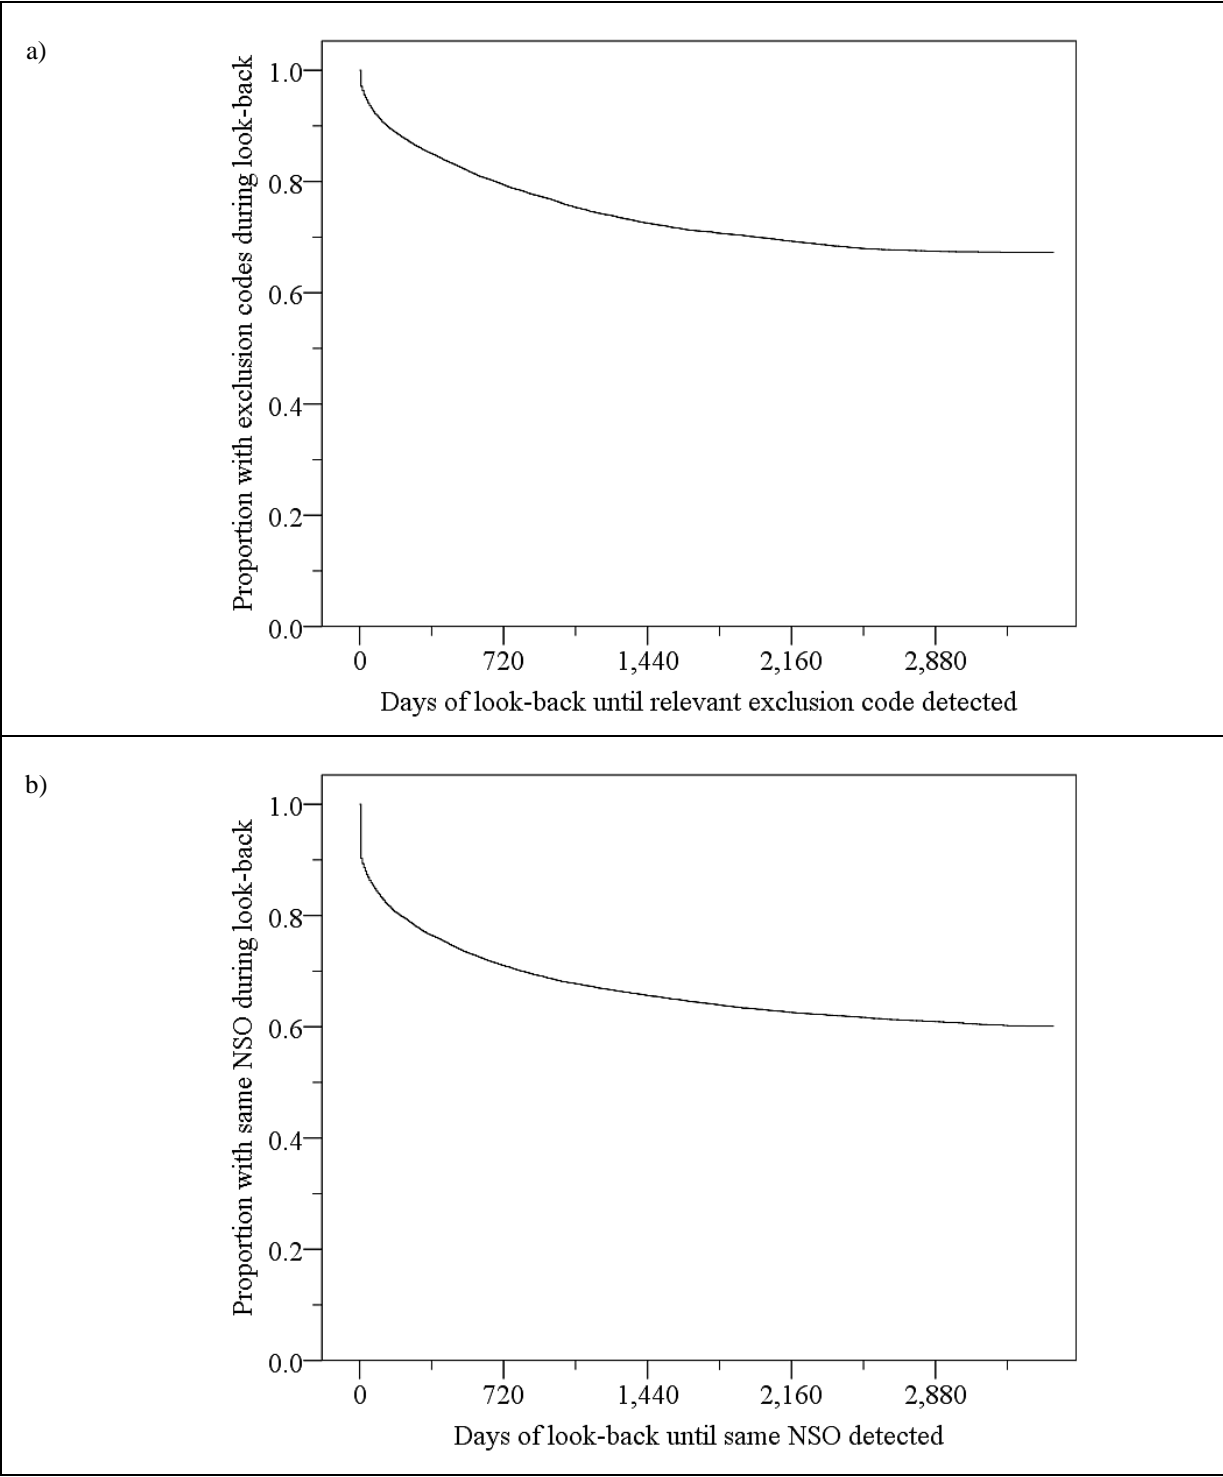 a)
Proportion with exclusion codes during look-back
1.0
0.8
0.6
0.4
0.2
0.0
0 720 1,440 2,160 2,880
Days of look-back until relevant exclusion code detected
b)
Proportion with same NSO during look-back
1.0
0.8
0.6
0.4
0.2
0.0
0 720 1,440 2,160 2,880
Days of look-back until same NSO detected